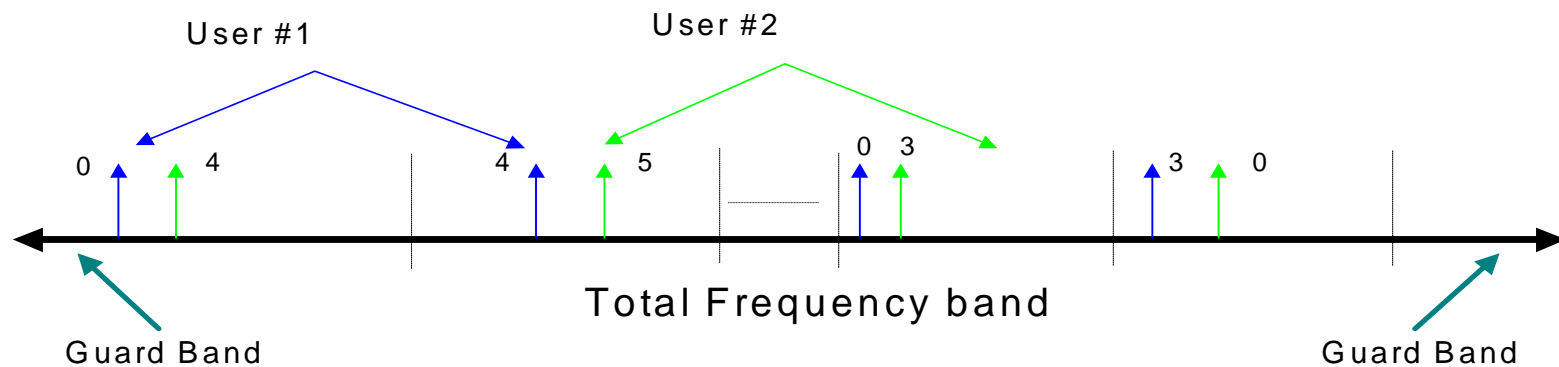 User #1
User #2
0 4 4 5 0 3 3 0
Total Frequency band
Guard Band
Guard Band